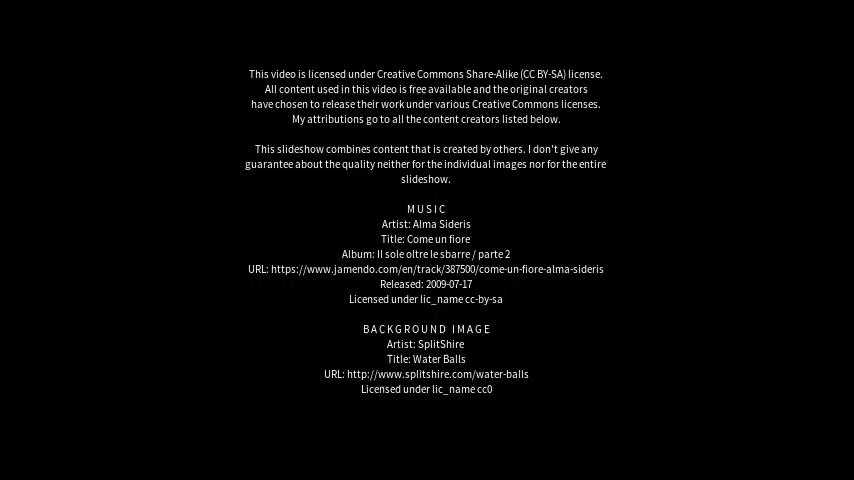 This video is licensed under Creative Commons Share-Alike (CC BY-SA) license.
All content used in this video is free available and the original creators
have chosen to release their work under various Creative Commons licenses.
My attributions go to all the content creators listed below.
This slideshow combines content that is created by others. I don't give any
guarantee about the quality neither for the individual images nor for the entire
slideshow.
MUSIC
Artist: Alma Sideris
Title: Come un fiore
Album: Il sole oltre le sbarre / parte 2
URL: https://www.jamendo.com/en/track/387500/come-un-fiore-alma-sideris
Released: 2009-07-17
Licensed under lic_name cc-by-sa
BACKGROUND IMAGE
Artist: SplitShire
Title: Water Balls
URL: http://www.splitshire.com/water-balls
Licensed under lic_name cc0